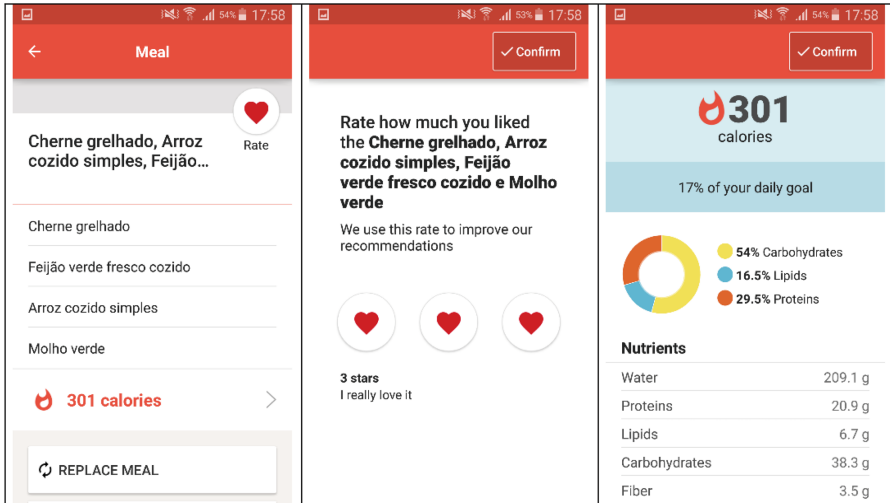 54% 17:58
Meal
Rate
Cherne grelhado, Arroz
cozido simples, Feijão...
Cherne grelhado
Feijão verde fresco cozido
Arroz cozido simples
Molho verde
301 calories
REPLACE MEAL
53% 17:58
Confirm
Rate how much you liked
the Cherne grelhado, Arroz
cozido simples, Feijão
verde fresco cozido e Molho
verde
We use this rate to improve our
recommendations
3 stars
I really love it
54% 17:58
Confirm
301
calories
17% of your daily goal
54% Carbohydrates
16.5% Lipids
29.5% Proteins
Nutrients
Water 209.1 g
Proteins 20.9 g
Lipids 6.7 g
Carbohydrates 38.3 g
Fiber 3.5 g